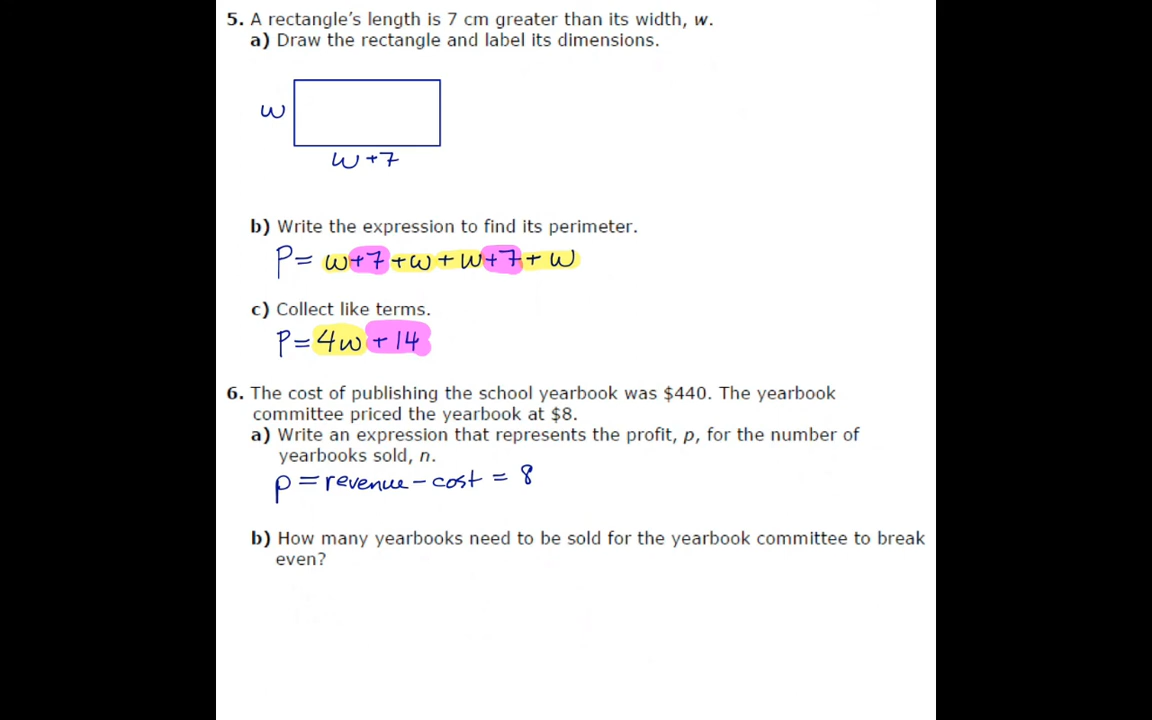 5. A rectangle's length is 7 cm greater than its width, w.
a) Draw the rectangle and label its dimensions.
w
w+7
b) Write the expression to find its perimeter.
P= w+7+w+w+7+w
c) Collect like terms.
P=4w+14
6. The cost of publishing the school yearbook was $440. The yearbook
committee priced the yearbook at $8.
a) Write an expression that represents the profit, p, for the number of
yearbooks sold, n.
p=revenue-cost = 8
b) How many yearbooks need to be sold for the yearbook committee to break
even?